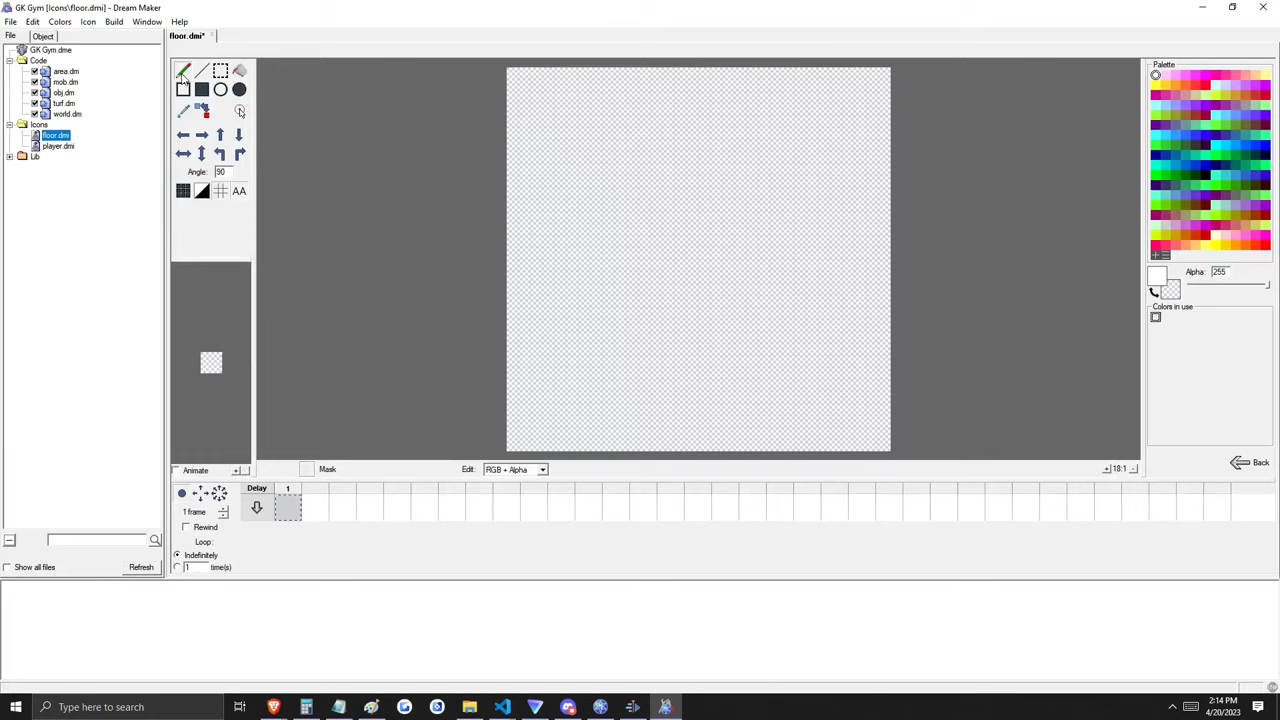 GK Gym [Icons\floor.dmi] - Dream Maker
File Edit Colors Icon Build Window Help
File Object
floor.dmi*
GK Gym.dme
Code
area.dm
mob.dm
obj.dm
turf.dm
world.dm
Icons
floor.dmi
player.dmi
Lib
Angle: 90
AA
Palette
Alpha: 255
Colors in use
Back
Animate
Mask
Edit: RGB + Alpha
18:1
Delay 1
1 frame
Rewind
Loop:
Indefinitely
1 time(s)
Show all files
Refresh
Type here to search
2:14 PM
4/20/2023